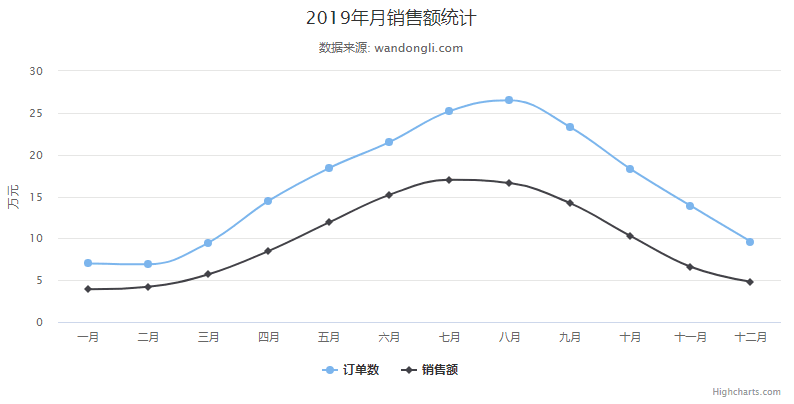 2019年月销售额统计
数据来源: wandongli.com
万元
30
25
20
15
10
5
0
一月 二月 三月 四月 五月 六月 七月 八月 九月 十月 十一月 十二月
订单数 销售额
Highcharts.com